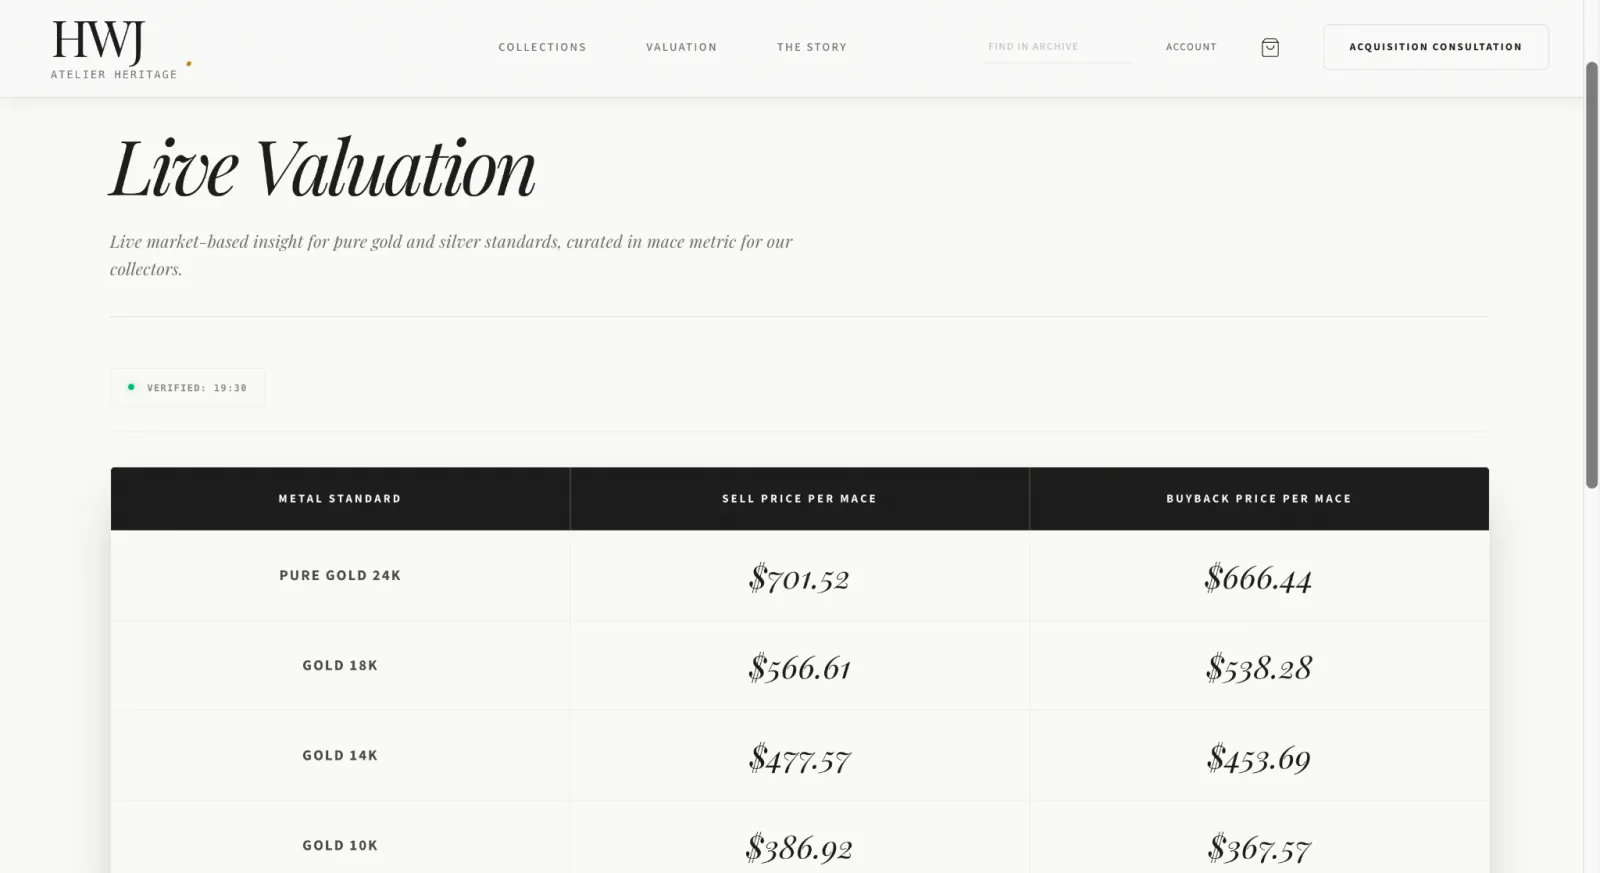 HWJ
ATELIER HERITAGE
COLLECTIONS
VALUATION
THE STORY
FIND IN ARCHIVE
ACCOUNT
ACQUISITION CONSULTATION
Live Valuation
Live market-based insight for pure gold and silver standards, curated in mace metric for our
collectors.
VERIFIED: 19:30
METAL STANDARD SELL PRICE PER MACE BUYBACK PRICE PER MACE
PURE GOLD 24K $701.52 $666.44
GOLD 18K $566.61 $538.28
GOLD 14K $477.57 $453.69
GOLD 10K $386.92 $367.57